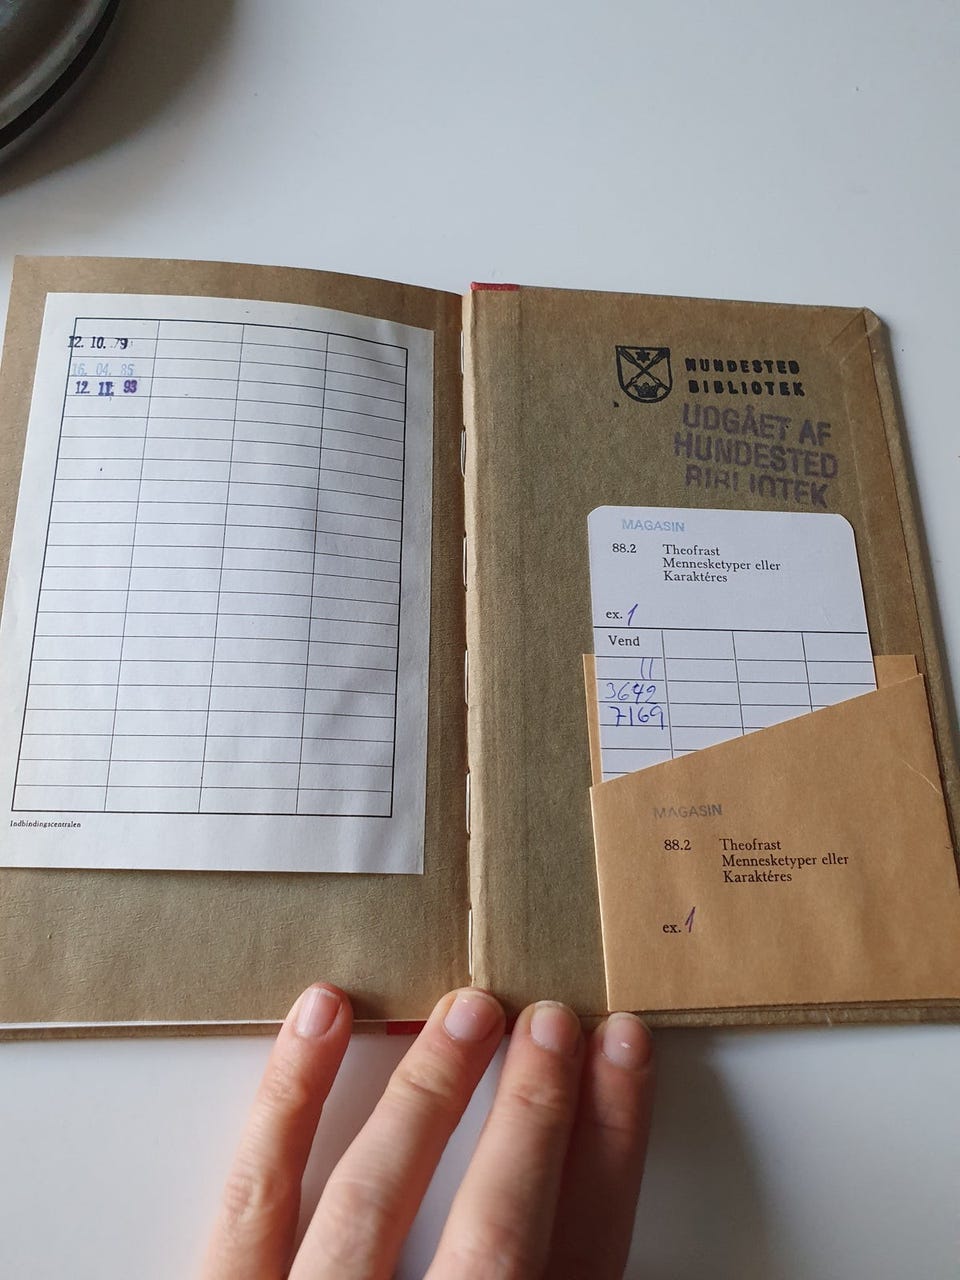 12. 10. 79
16. 04. 85
12. 11. 93
Indbindingscentralen
HUNDESTED
BIBLIOTEK
UDGÅET AF
HUNDESTED
BIBLIOTEK
MAGASIN
88.2 Theofrast
Mennesketyper eller
Karaktéres
ex. 1
Vend
11
3642
7169
MAGASIN
88.2 Theofrast
Mennesketyper eller
Karaktéres
ex. 1